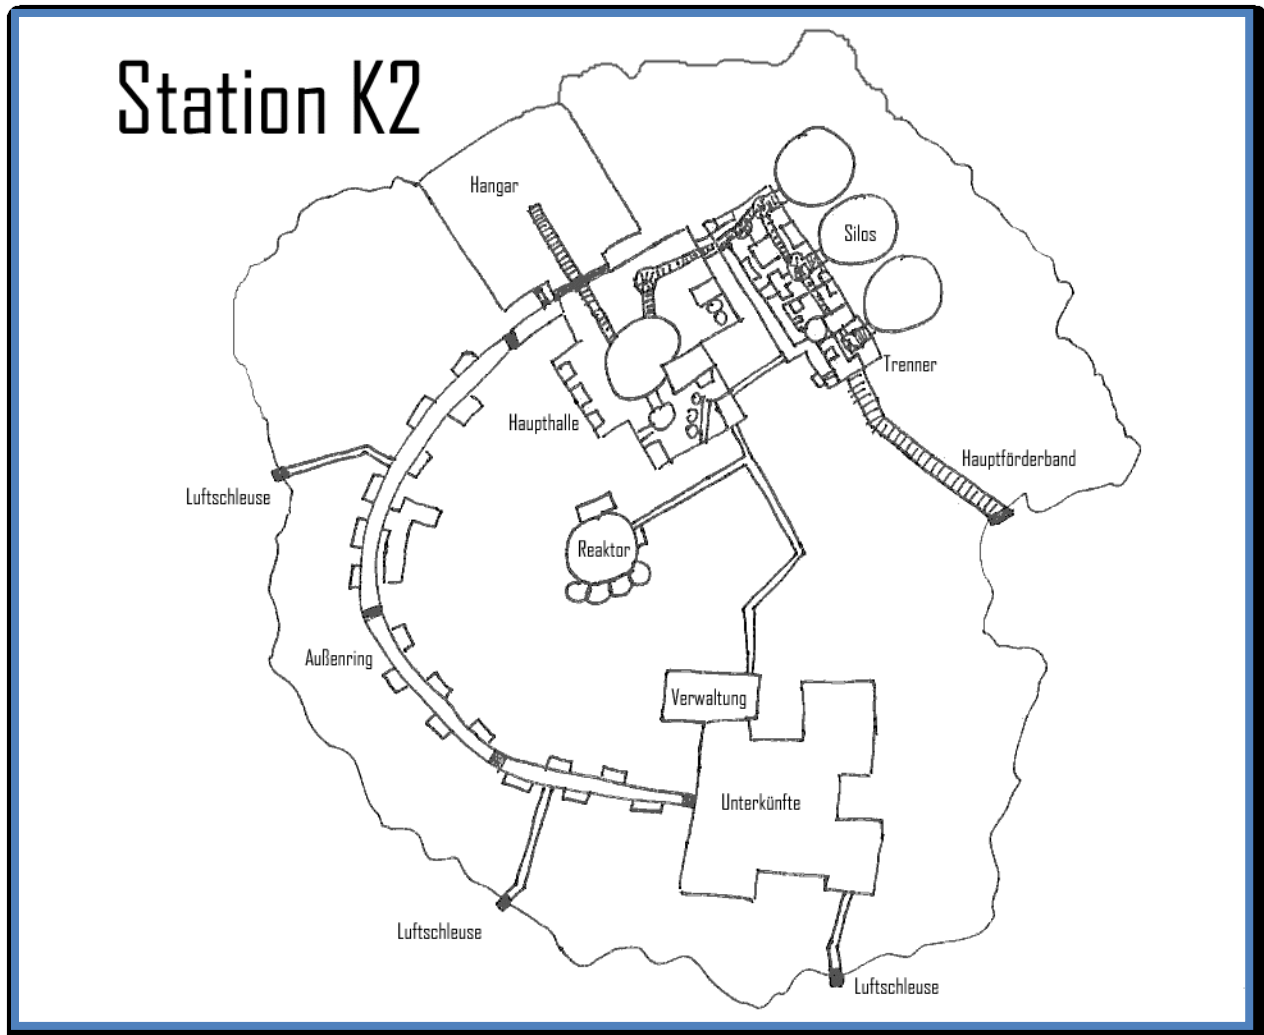 Station K2
Hangar
Silos
Trenner
Haupthalle
Hauptförderband
Luftschleuse
Reaktor
Außenring
Verwaltung
Unterkünfte
Luftschleuse
Luftschleuse